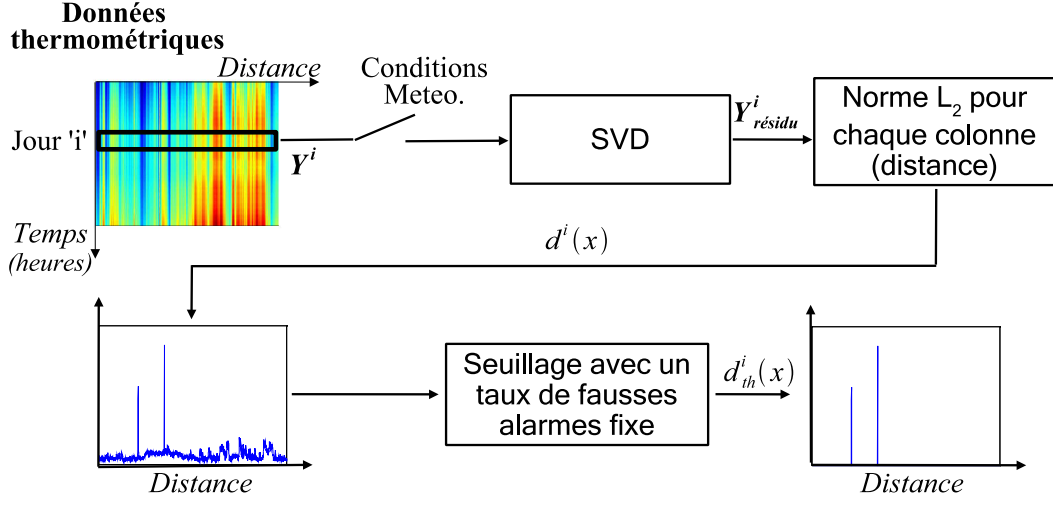 Données
thermométriques
Distance
Conditions
Meteo.
Jour 'i'
Y^i
SVD
Y^i_résidu
Norme L_2 pour
chaque colonne
(distance)
Temps
(heures)
d^i(x)
Distance
Seuillage avec un
taux de fausses
alarmes fixe
d^i_th(x)
Distance